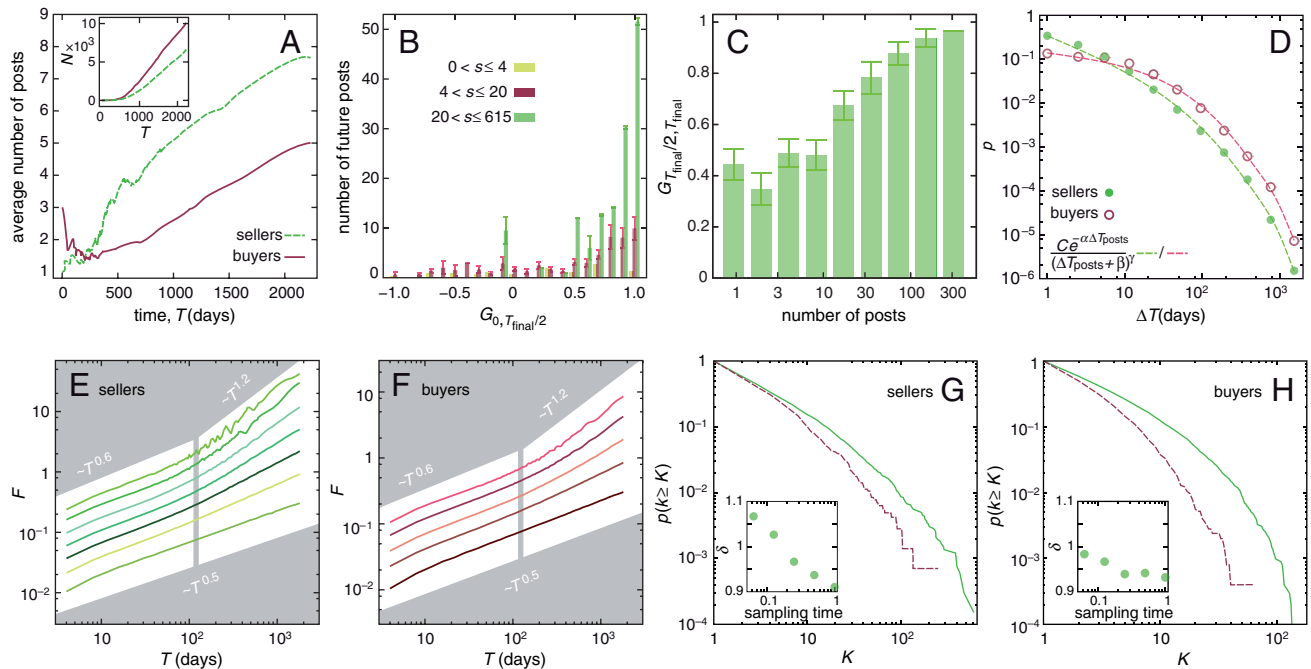 A
average number of posts
9
8
7
6
5
4
3
2
1
N×10³
10
5
0
0 1000 2000
T
sellers
buyers
0 500 1000 1500 2000
time, T(days)
B
number of future posts
50
40
30
20
10
0
0 < s ≤ 4
4 < s ≤ 20
20 < s ≤ 615
−1.0 −0.5 0 0.5 1.0
G₀,T_final/2
C
G_T_final/2,T_final
1
0.8
0.6
0.4
0.2
0
1 3 10 30 100 300
number of posts
D
p
1
10⁻¹
10⁻²
10⁻³
10⁻⁴
10⁻⁵
10⁻⁶
sellers
buyers
Ce^−αΔT_posts / (ΔT_posts + β)^γ
/
1 10 10² 10³
ΔT(days)
E sellers
F
10
1
10⁻¹
10⁻²
~T^0.6
~T^1.2
~T^0.5
10 10² 10³
T (days)
F buyers
F
10
1
10⁻¹
10⁻²
~T^0.6
~T^1.2
~T^0.5
10 10² 10³
T (days)
sellers G
p(k≥ K)
1
10⁻¹
10⁻²
10⁻³
10⁻⁴
1.1
1
0.9
δ
0.1 1
sampling time
1 10 10²
K
buyers H
p(k≥ K)
1
10⁻¹
10⁻²
10⁻³
10⁻⁴
1.1
1
0.9
δ
0.1 1
sampling time
1 10 10²
K